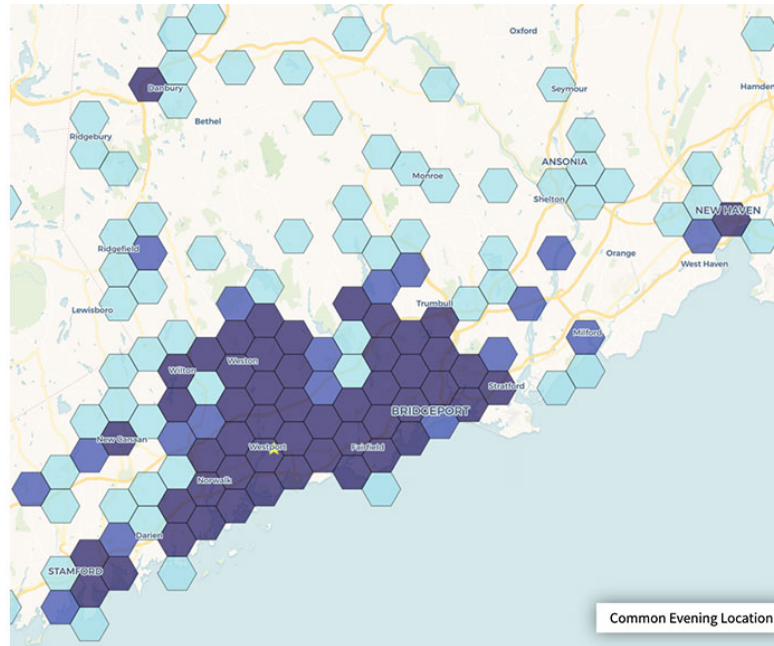 Oxford
Danbury
Seymour
Hamden
Bethel
Ridgebury
ANSONIA
Monroe
Shelton
NEW HAVEN
Ridgefield
Orange
West Haven
Lewisboro
Trumbull
Milford
Weston
Wilton
Stratford
BRIDGEPORT
New Canaan
Westport
Fairfield
Norwalk
Darien
STAMFORD
Common Evening Location